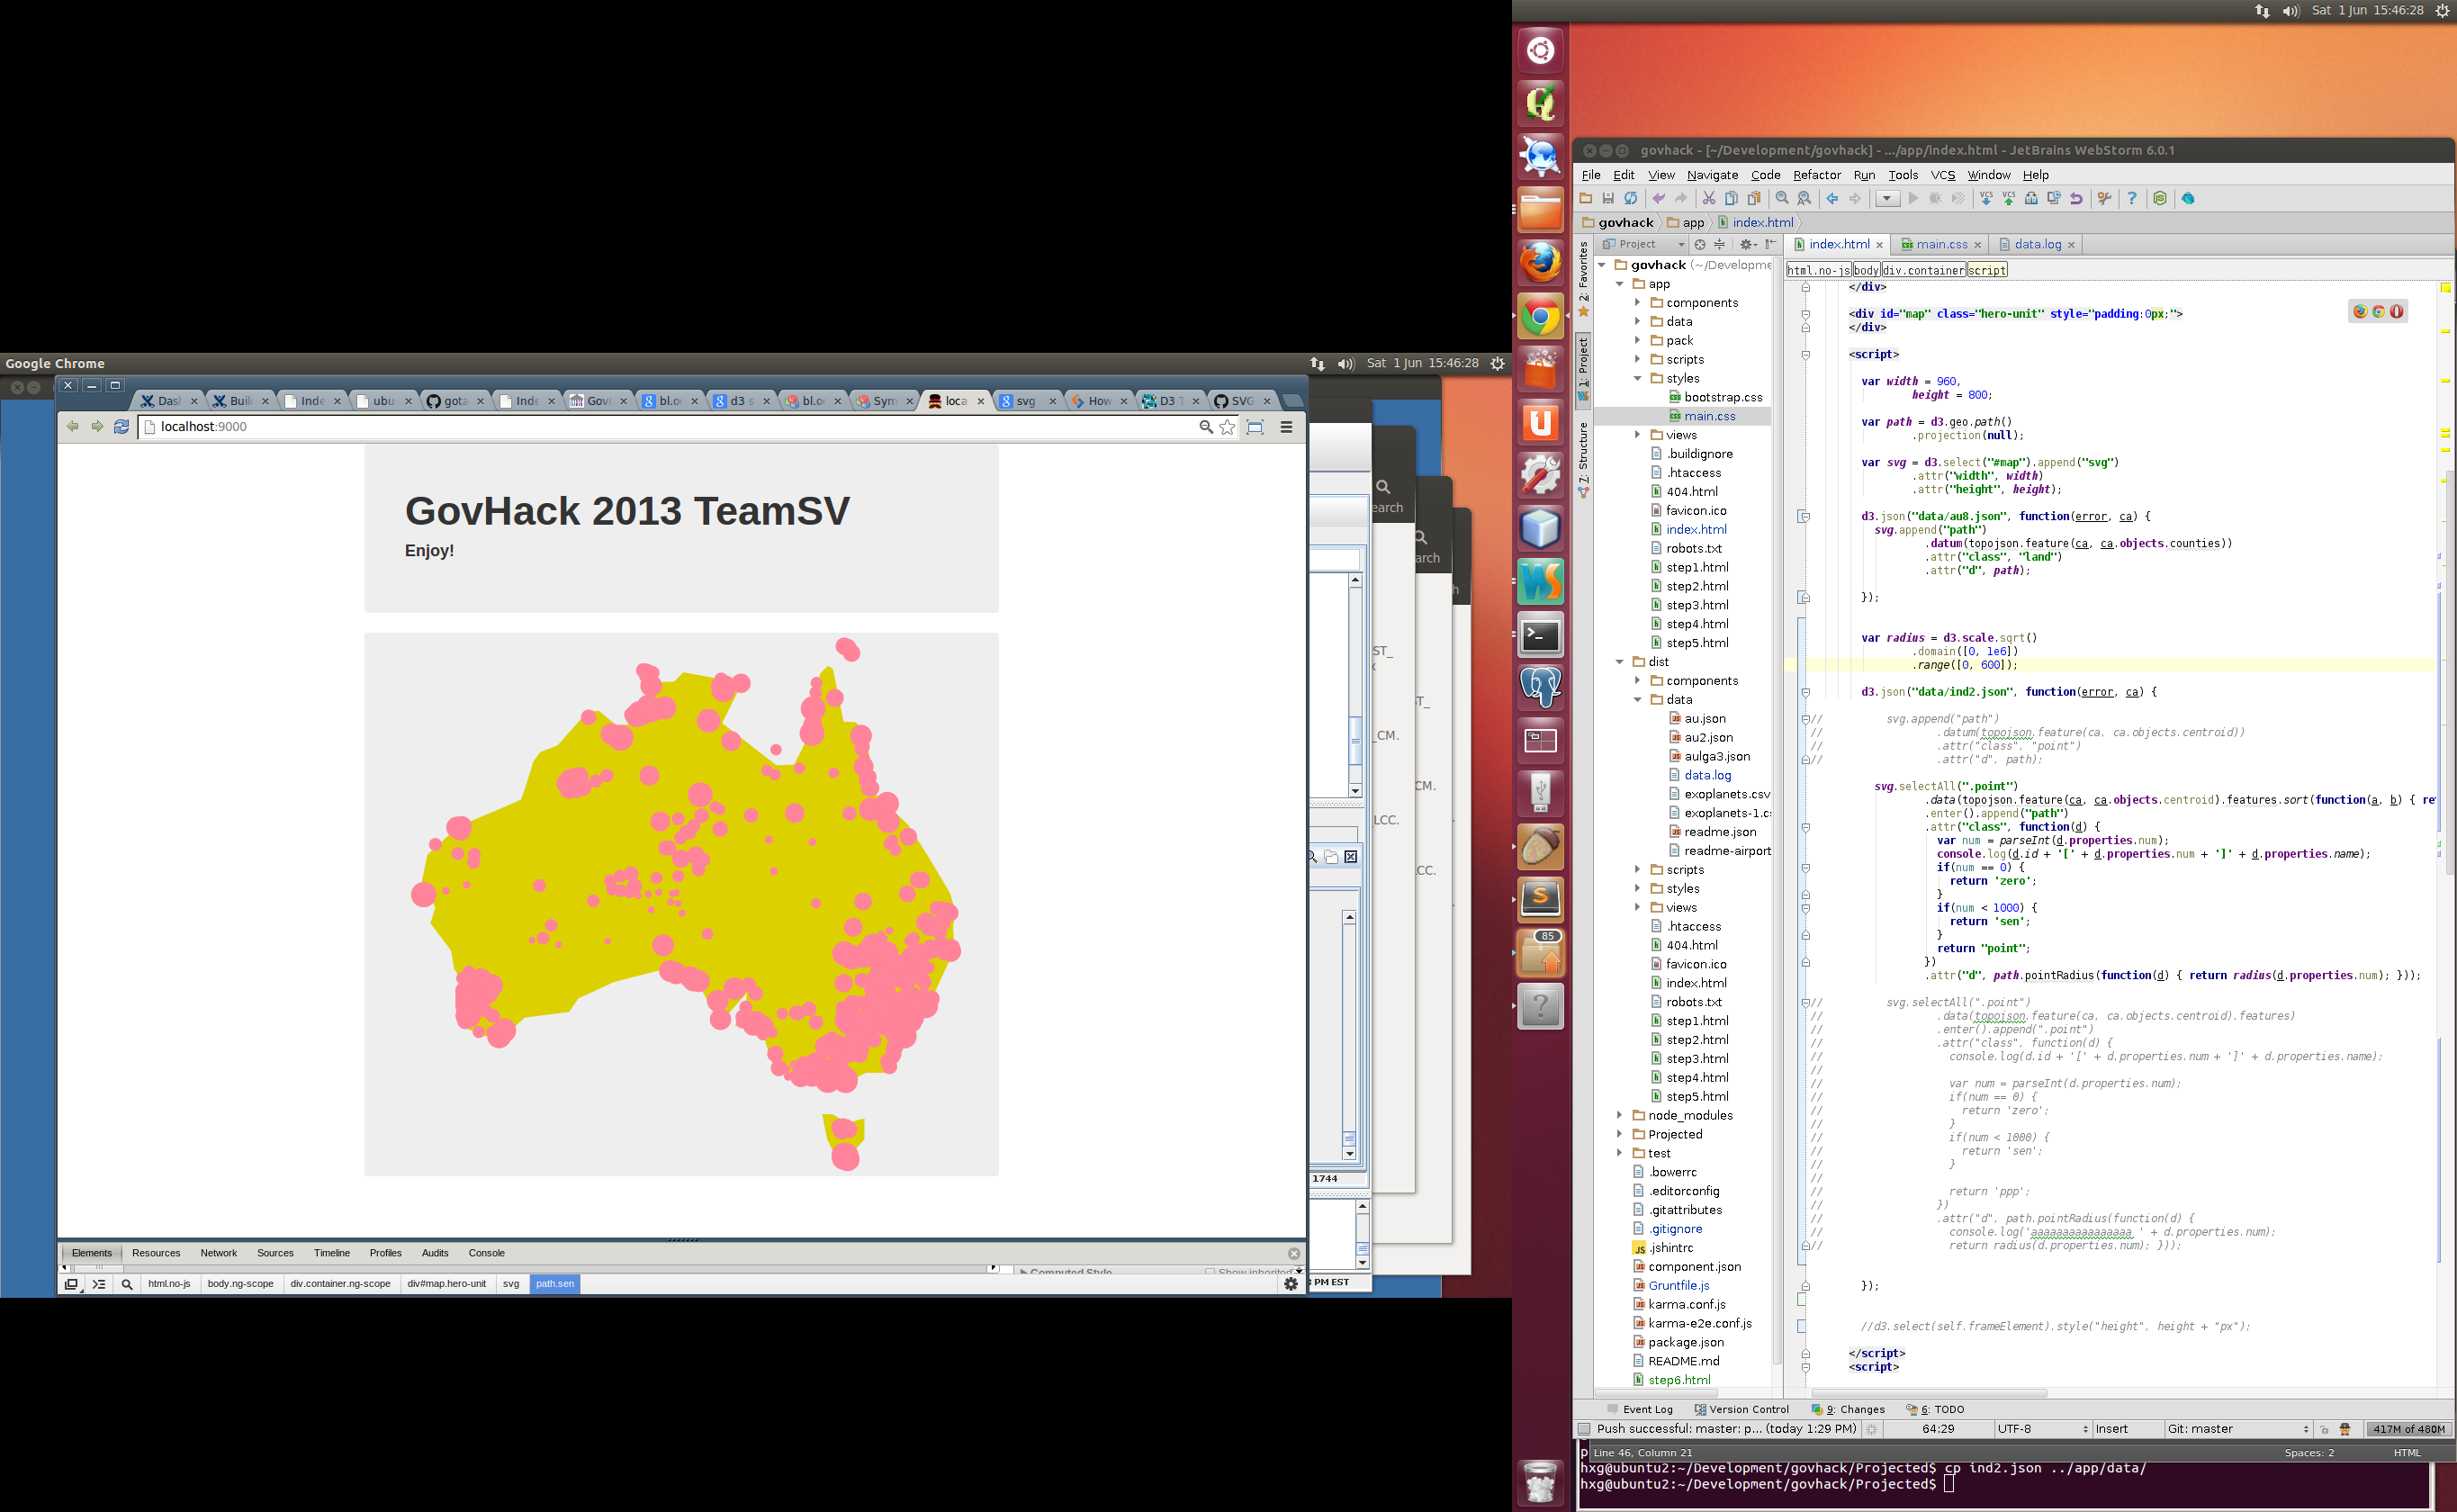 Google Chrome
Sat 1 Jun 15:46:28
Dasl
Buil
Inde
ubu
gota
Inde
Govl
bl.o
d3 s
bl.o
Sym
loca
svg
How
D3 T
SVG
localhost:9000
GovHack 2013 TeamSV
Enjoy!
Elements Resources Network Sources Timeline Profiles Audits Console
Computed Style Show inherited
html.no-js body.ng-scope div.container.ng-scope div#map.hero-unit svg path.sen
earch
arch
h
ST_
x
T_
_CM.
CM.
LCC.
CC.
1744
PM EST
Sat 1 Jun 15:46:28
85
govhack - [~/Development/govhack] - .../app/index.html - JetBrains WebStorm 6.0.1
File Edit View Navigate Code Refactor Run Tools VCS Window Help
govhack app index.html
Project
2: Favorites
1: Project
7: Structure
govhack (~/Developme
app
components
data
pack
scripts
styles
bootstrap.css
main.css
views
.buildignore
.htaccess
404.html
favicon.ico
index.html
robots.txt
step1.html
step2.html
step3.html
step4.html
step5.html
dist
components
data
au.json
au2.json
aulga3.json
data.log
exoplanets.csv
exoplanets-1.cs
readme.json
readme-airport
scripts
styles
views
.htaccess
404.html
favicon.ico
index.html
robots.txt
step1.html
step2.html
step3.html
step4.html
step5.html
node_modules
Projected
test
.bowerrc
.editorconfig
.gitattributes
.gitignore
.jshintrc
component.json
Gruntfile.js
karma.conf.js
karma-e2e.conf.js
package.json
README.md
step6.html
index.html main.css data.log
html.no-js body div.container script
</div>
<div id="map" class="hero-unit" style="padding:0px;">
</div>
<script>
var width = 960,
height = 800;
var path = d3.geo.path()
.projection(null);
var svg = d3.select("#map").append("svg")
.attr("width", width)
.attr("height", height);
d3.json("data/au8.json", function(error, ca) {
svg.append("path")
.datum(topojson.feature(ca, ca.objects.counties))
.attr("class", "land")
.attr("d", path);
});
var radius = d3.scale.sqrt()
.domain([0, 1e6])
.range([0, 600]);
d3.json("data/ind2.json", function(error, ca) {
// svg.append("path")
// .datum(topojson.feature(ca, ca.objects.centroid))
// .attr("class", "point")
// .attr("d", path);
svg.selectAll(".point")
.data(topojson.feature(ca, ca.objects.centroid).features.sort(function(a, b) { re
.enter().append("path")
.attr("class", function(d) {
var num = parseInt(d.properties.num);
console.log(d.id + '[' + d.properties.num + ']' + d.properties.name);
if(num == 0) {
return 'zero';
}
if(num < 1000) {
return 'sen';
}
return "point";
})
.attr("d", path.pointRadius(function(d) { return radius(d.properties.num); }));
// svg.selectAll(".point")
// .data(topojson.feature(ca, ca.objects.centroid).features)
// .enter().append(".point")
// .attr("class", function(d) {
// console.log(d.id + '[' + d.properties.num + ']' + d.properties.name);
//
// var num = parseInt(d.properties.num);
// if(num == 0) {
// return 'zero';
// }
// if(num < 1000) {
// return 'sen';
// }
//
// return 'ppp';
// })
// .attr("d", path.pointRadius(function(d) {
// console.log('aaaaaaaaaaaaaaaa ' + d.properties.num);
// return radius(d.properties.num); }));
});
//d3.select(self.frameElement).style("height", height + "px");
</script>
<script>
Event Log Version Control 9: Changes 6: TODO
Push successful: master: p... (today 1:29 PM) 64:29 UTF-8 Insert Git: master 417M of 480M
Line 46, Column 21 Spaces: 2 HTML
hxg@ubuntu2:~/Development/govhack/Projected$ cp ind2.json ../app/data/
hxg@ubuntu2:~/Development/govhack/Projected$